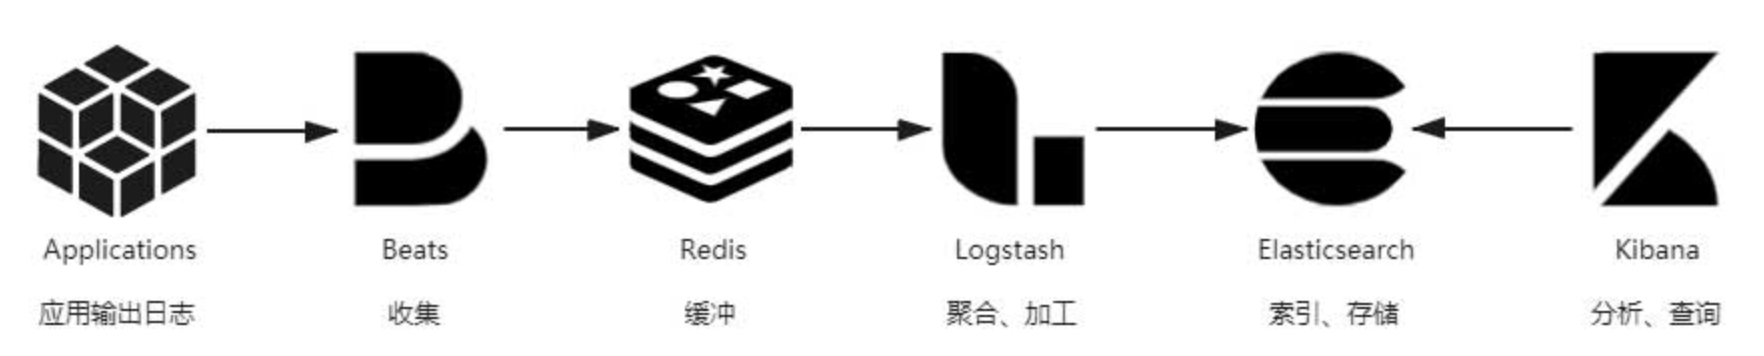 Applications Beats Redis Logstash Elasticsearch Kibana
应用输出日志 收集 缓冲 聚合、加工 索引、存储 分析、查询